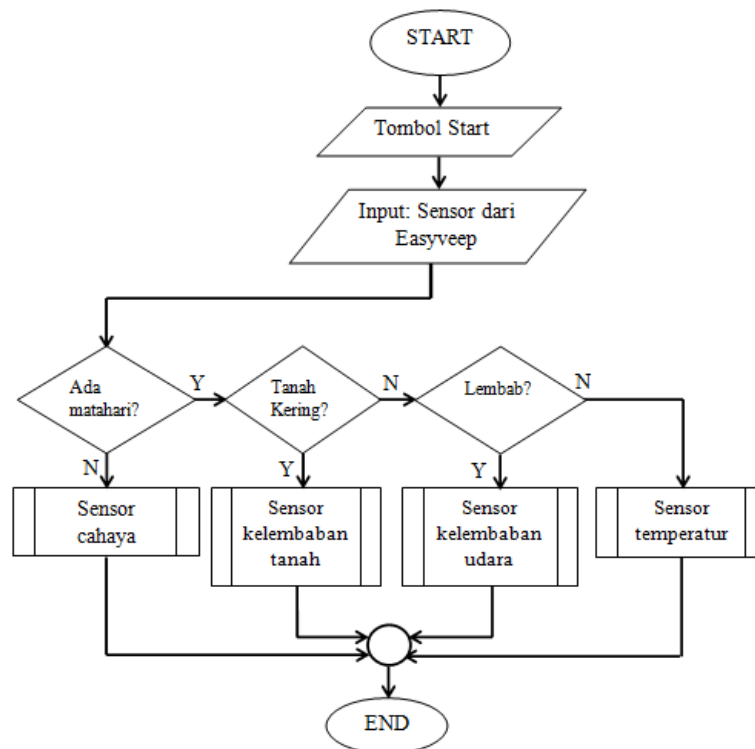 START
Tombol Start
Input: Sensor dari
Easyveep
Ada
matahari?
Y
Tanah
Kering?
N
Lembab?
N
N
Y
Y
Sensor
cahaya
Sensor
kelembaban
tanah
Sensor
kelembaban
udara
Sensor
temperatur
END